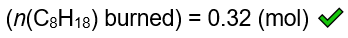 (n(C₈H₁₈) burned) = 0.32 (mol) ✔